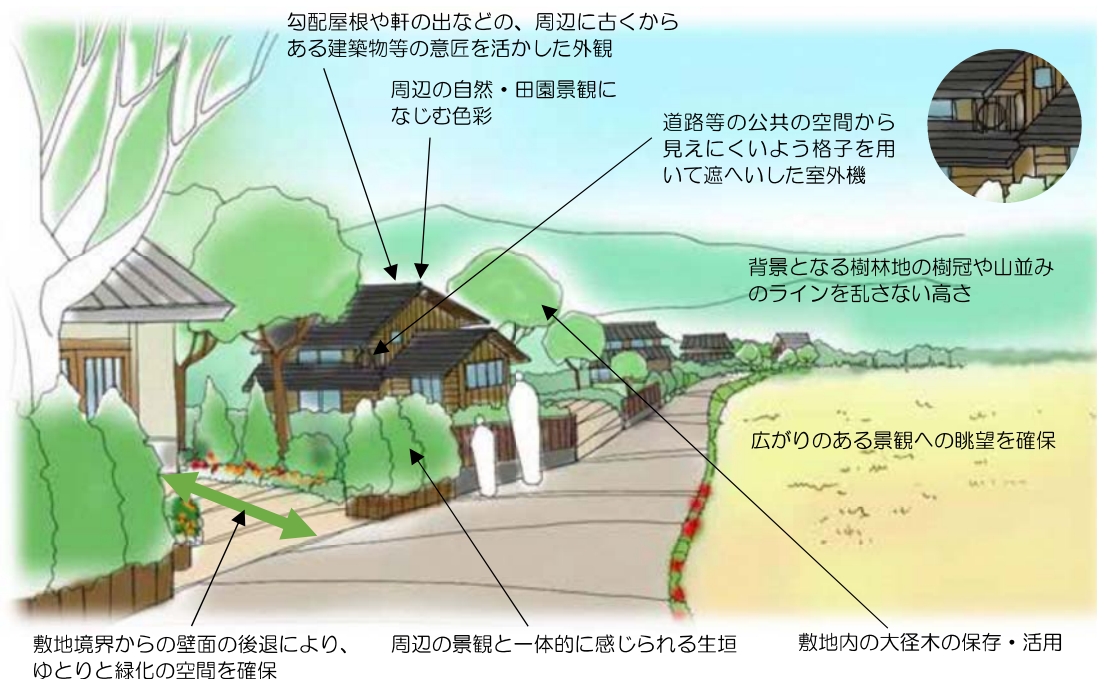 勾配屋根や軒の出などの、周辺に古くから
ある建築物等の意匠を活かした外観
周辺の自然・田園景観に
なじむ色彩
道路等の公共の空間から
見えにくいよう格子を用
いて遮へいした室外機
背景となる樹林地の樹冠や山並み
のラインを乱さない高さ
広がりのある景観への眺望を確保
敷地境界からの壁面の後退により、
ゆとりと緑化の空間を確保
周辺の景観と一体的に感じられる生垣
敷地内の大径木の保存・活用